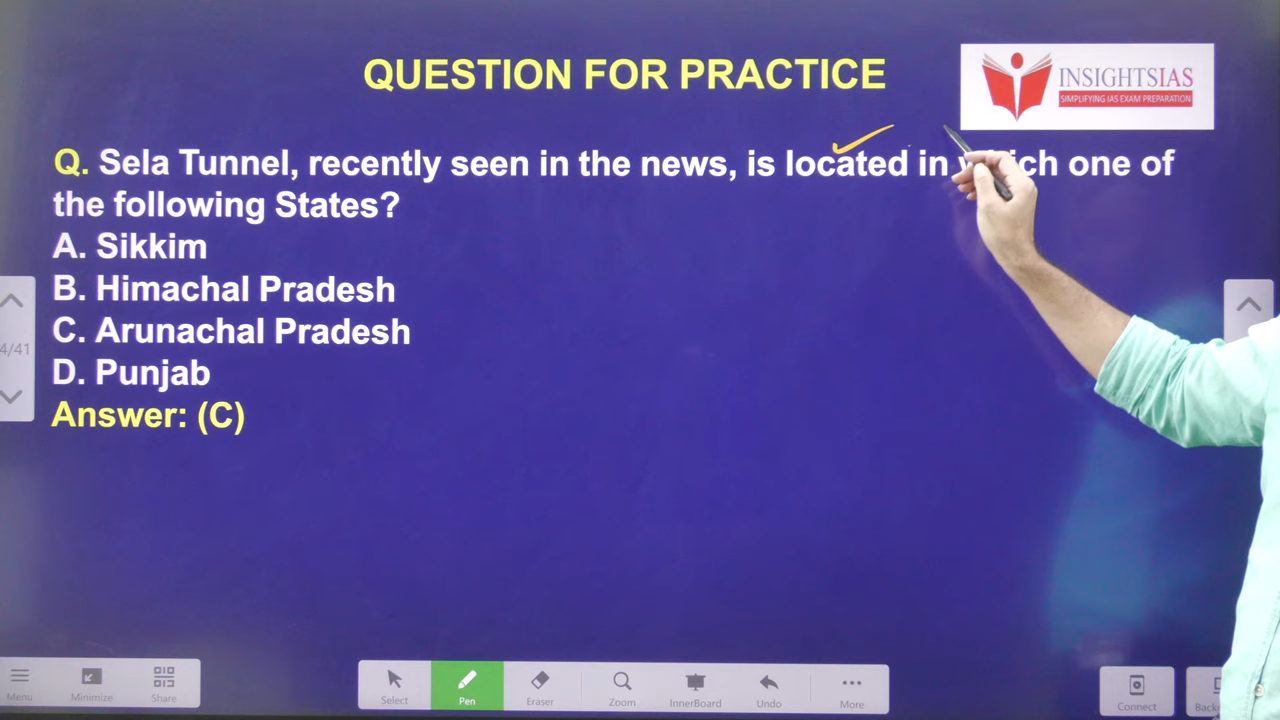 QUESTION FOR PRACTICE
INSIGHTSIAS
SIMPLIFYING IAS EXAM PREPARATION
Q. Sela Tunnel, recently seen in the news, is located in which one of
the following States?
A. Sikkim
B. Himachal Pradesh
C. Arunachal Pradesh
D. Punjab
Answer: (C)
4/41
Menu
Minimize
Share
Select
Pen
Eraser
Zoom
InnerBoard
Undo
More
Connect